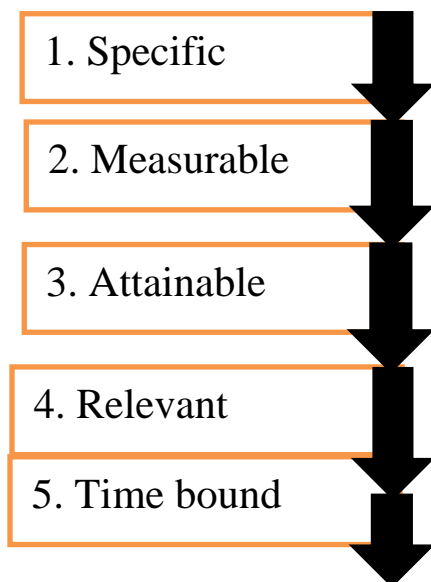 1. Specific
2. Measurable
3. Attainable
4. Relevant
5. Time bound